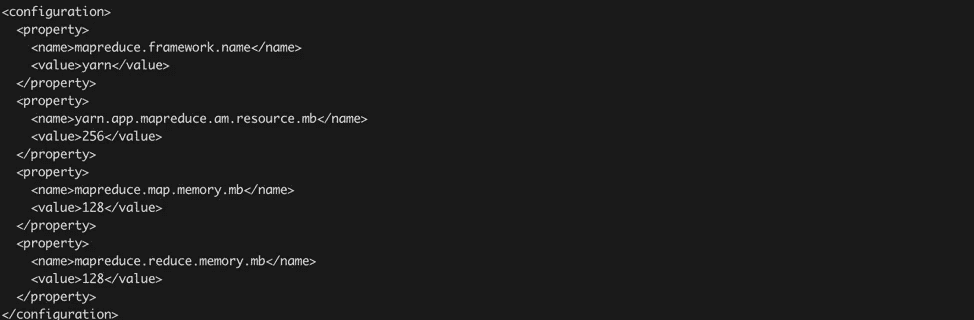 <configuration>
  <property>
    <name>mapreduce.framework.name</name>
    <value>yarn</value>
  </property>
  <property>
    <name>yarn.app.mapreduce.am.resource.mb</name>
    <value>256</value>
  </property>
  <property>
    <name>mapreduce.map.memory.mb</name>
    <value>128</value>
  </property>
  <property>
    <name>mapreduce.reduce.memory.mb</name>
    <value>128</value>
  </property>
</configuration>